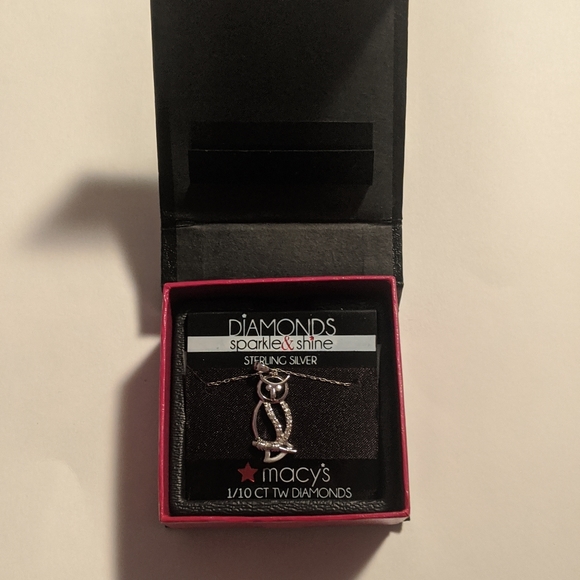 DiAMONDS
sparkle&shine
STERLING SILVER
macy's
1/10 CT TW DIAMONDS